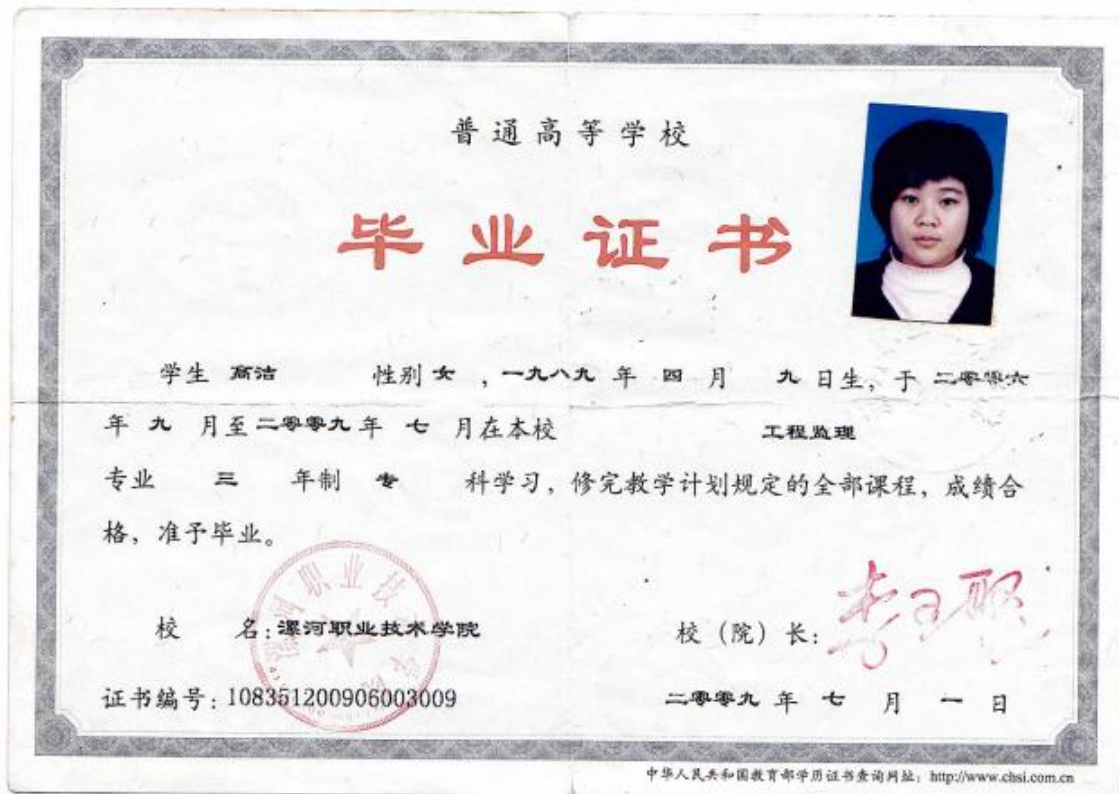 普通高等学校
毕业证书
学生 高洁 性别 女 ，一九八九 年 四 月 九 日生，于 二零零六
年 九 月至 二零零九 年 七 月在本校 工程监理
专业 三 年制 专 科学习，修完教学计划规定的全部课程，成绩合
格，准予毕业。
校 名：漯河职业技术学院
校（院）长：
证书编号：108351200906003009
二零零九 年 七 月 一 日
中华人民共和国教育部学历证书查询网址：http://www.chsi.com.cn